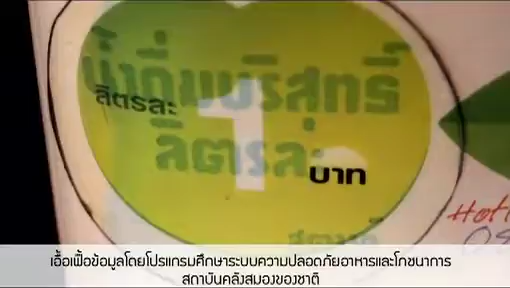 น้ำดื่มบริสุทธิ์
ลิตรละ
1
ลิตรละ
บาท
Hot
เอื้อเฟื้อข้อมูลโดยโปรแกรมศึกษาระบบความปลอดภัยอาหารและโภชนาการ
สถาบันคลังสมองของชาติ